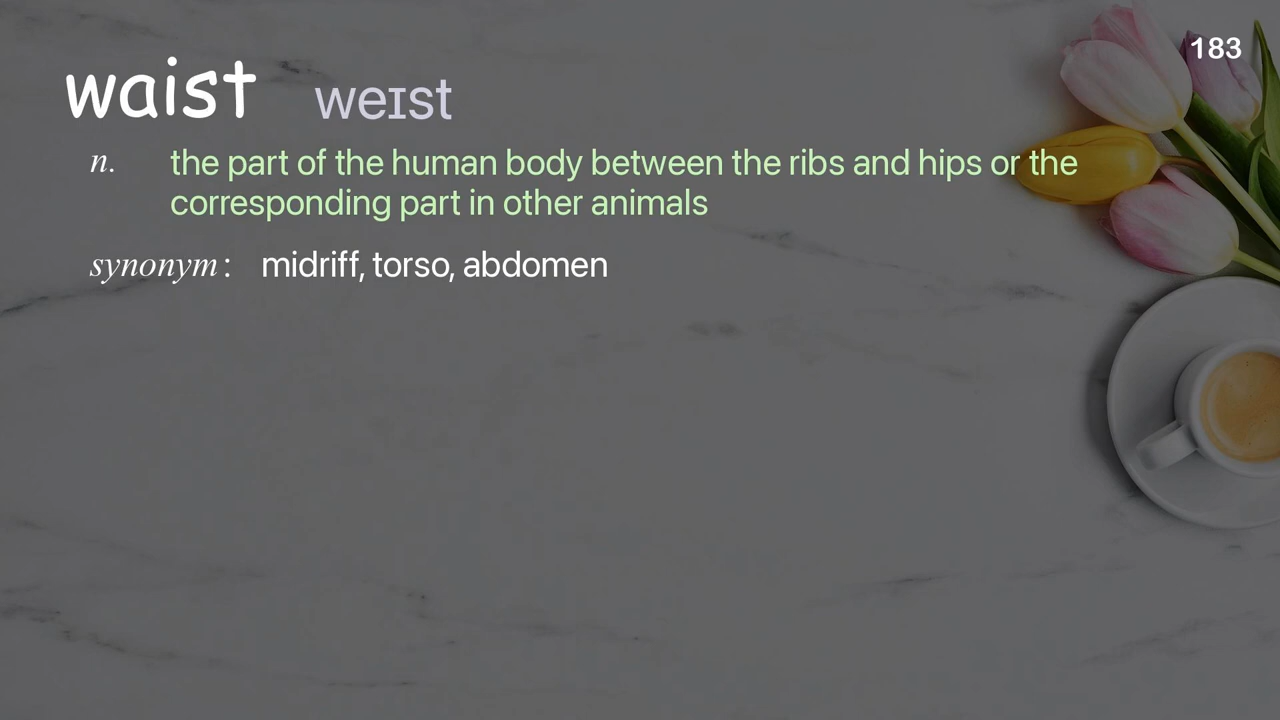 183
waist weɪst
n. the part of the human body between the ribs and hips or the
corresponding part in other animals
synonym: midriff, torso, abdomen